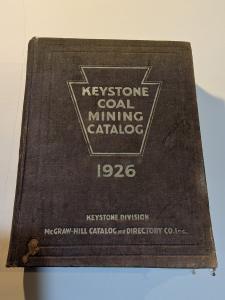 KEYSTONE
COAL
MINING
CATALOG
1926
KEYSTONE DIVISION
McGRAW-HILL CATALOG AND DIRECTORY CO. Inc.